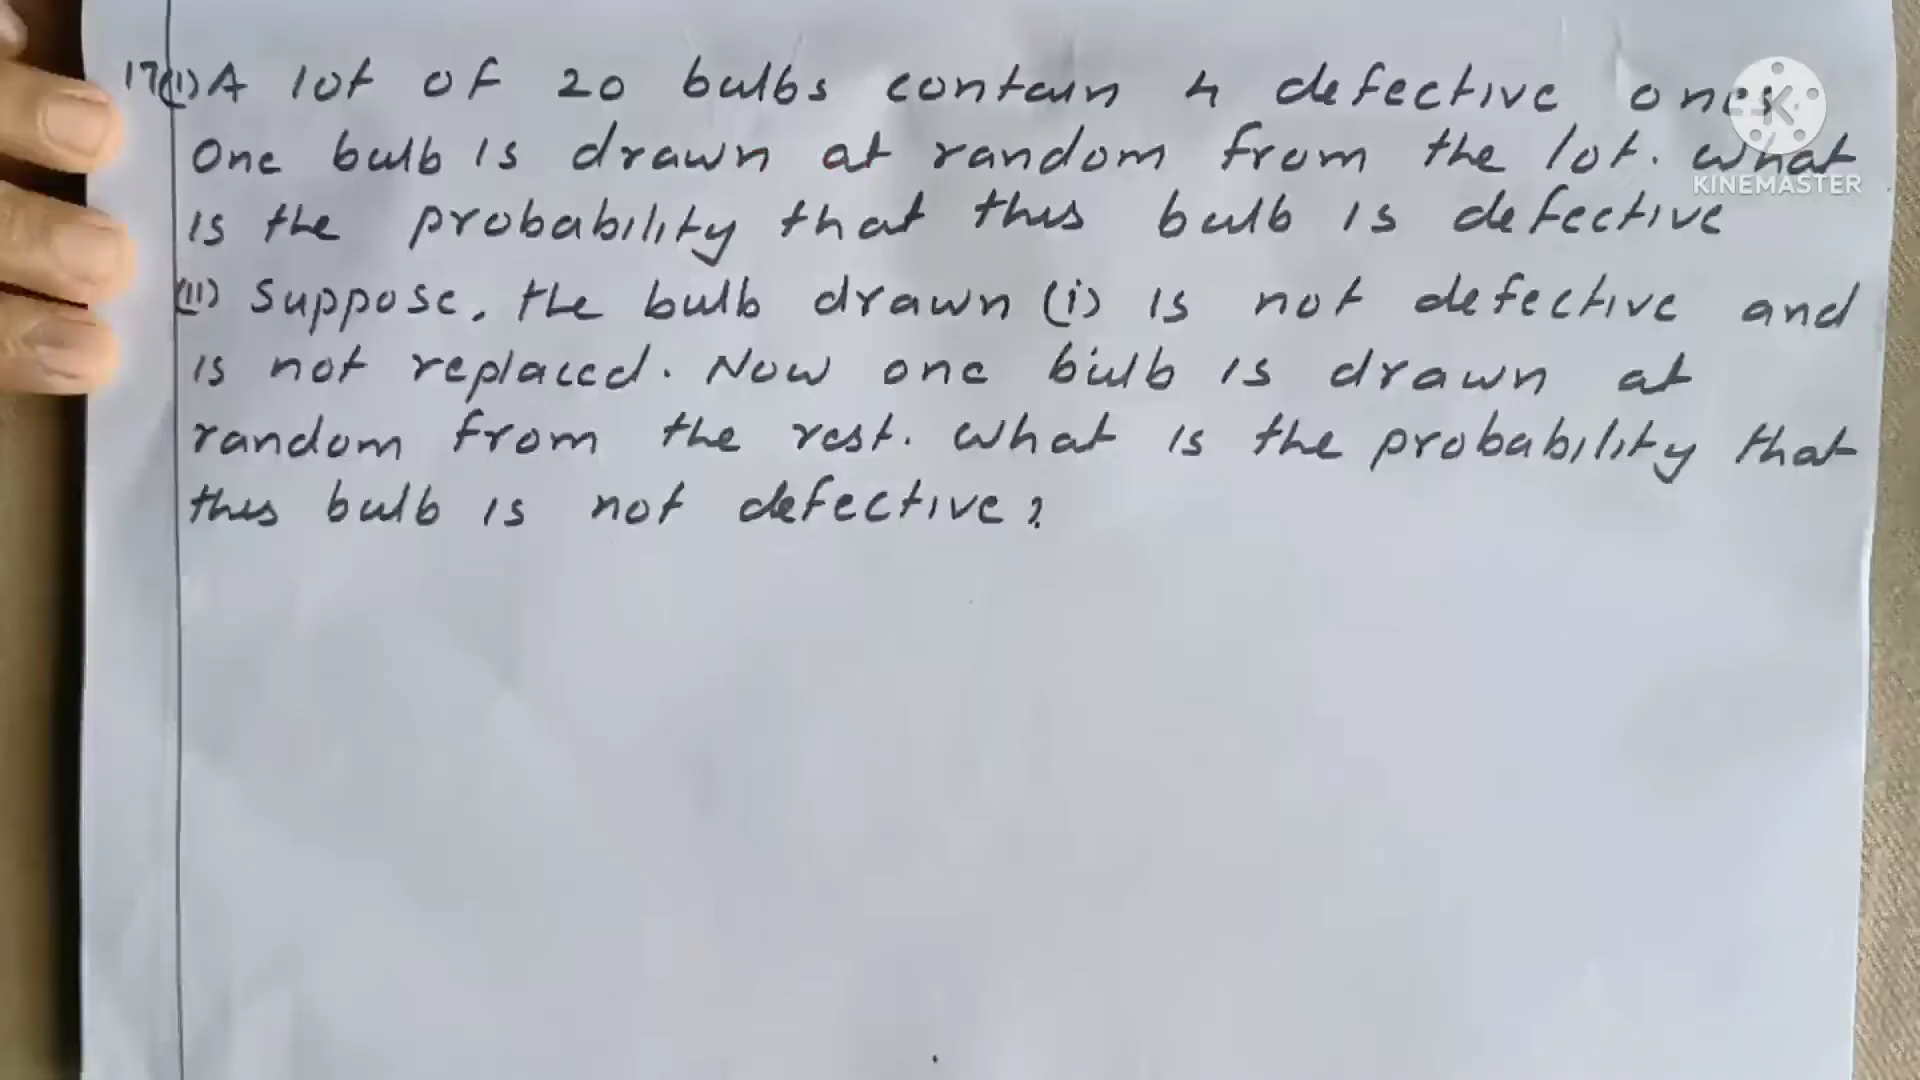 17(i) A lot of 20 bulbs contain 4 defective ones.
One bulb is drawn at random from the lot. What
is the probability that this bulb is defective
(ii) Suppose, the bulb drawn (i) is not defective and
is not replaced. Now one bulb is drawn at
random from the rest. What is the probability that
this bulb is not defective?
K
KINEMASTER